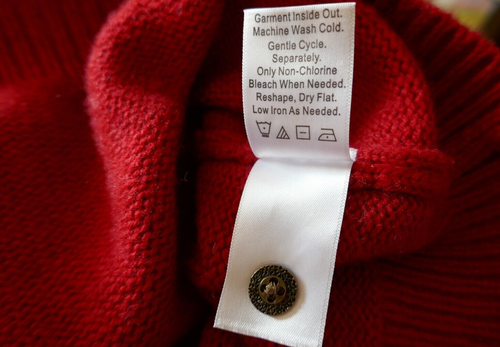 Garment Inside Out.
Machine Wash Cold.
Gentle Cycle.
Separately.
Only Non-Chlorine
Bleach When Needed.
Reshape, Dry Flat.
Low Iron As Needed.